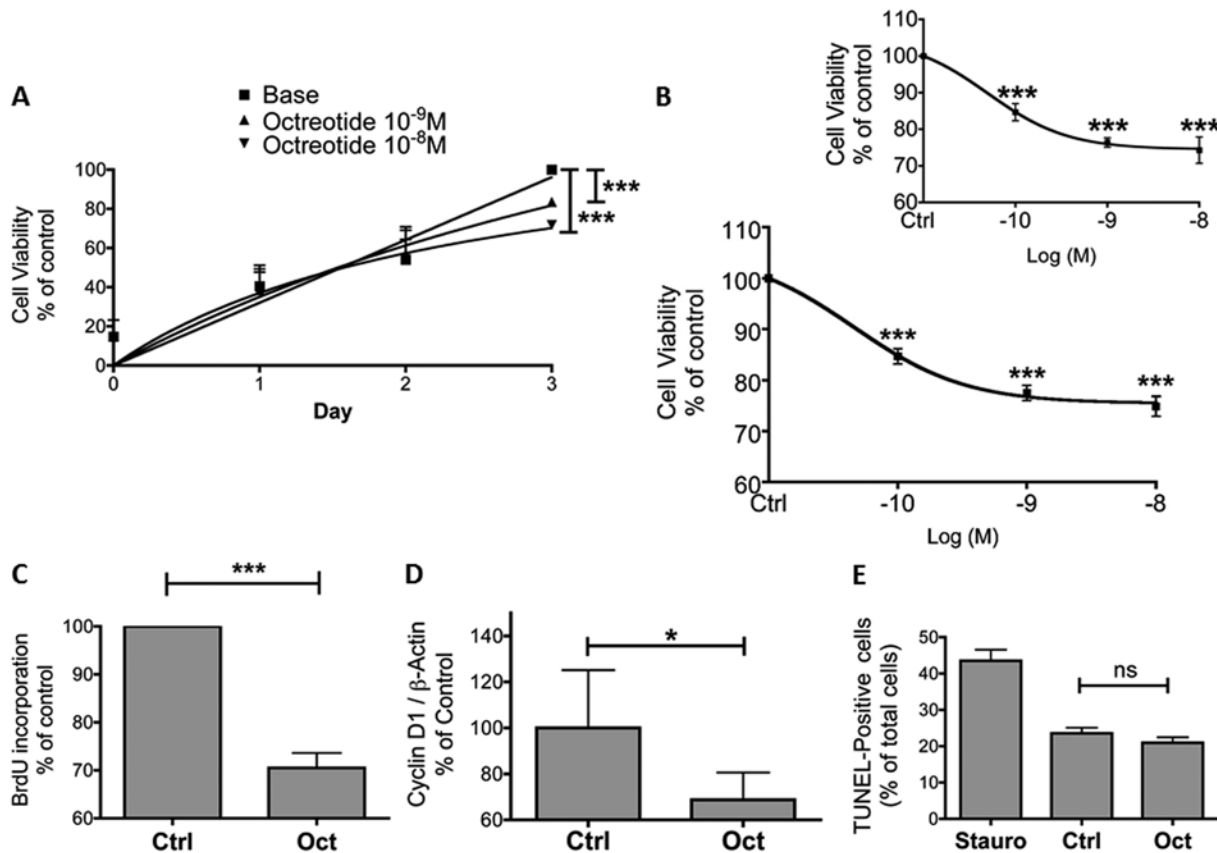 A
■ Base
▲ Octreotide 10⁻⁹M
▼ Octreotide 10⁻⁸M
Cell Viability
% of control
100
80
60
40
20
0
***
***
0 1 2 3
Day
B
Cell Viability
% of control
100
90
80
70
60
***
***
***
Ctrl -10 -9 -8
Log (M)
Cell Viability
% of control
110
100
90
80
70
60
***
***
***
Ctrl -10 -9 -8
Log (M)
C
BrdU incorporation
% of control
100
90
80
70
60
***
Ctrl Oct
D
Cyclin D1 / β-Actin
% of Control
140
120
100
80
60
*
Ctrl Oct
E
TUNEL-Positive cells
(% of total cells)
50
40
30
20
10
0
ns
Stauro Ctrl Oct